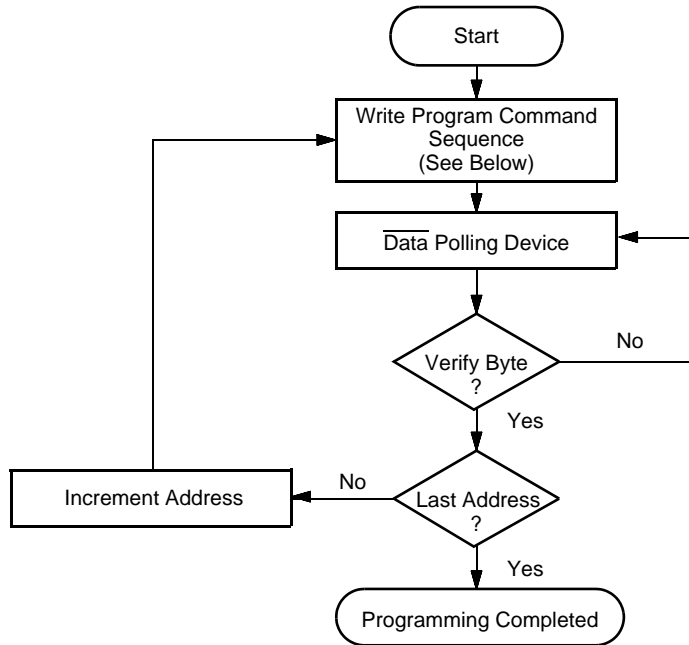 Start
Write Program Command
Sequence
(See Below)
Data Polling Device
Verify Byte
?
No
Yes
Last Address
?
No
Increment Address
Yes
Programming Completed